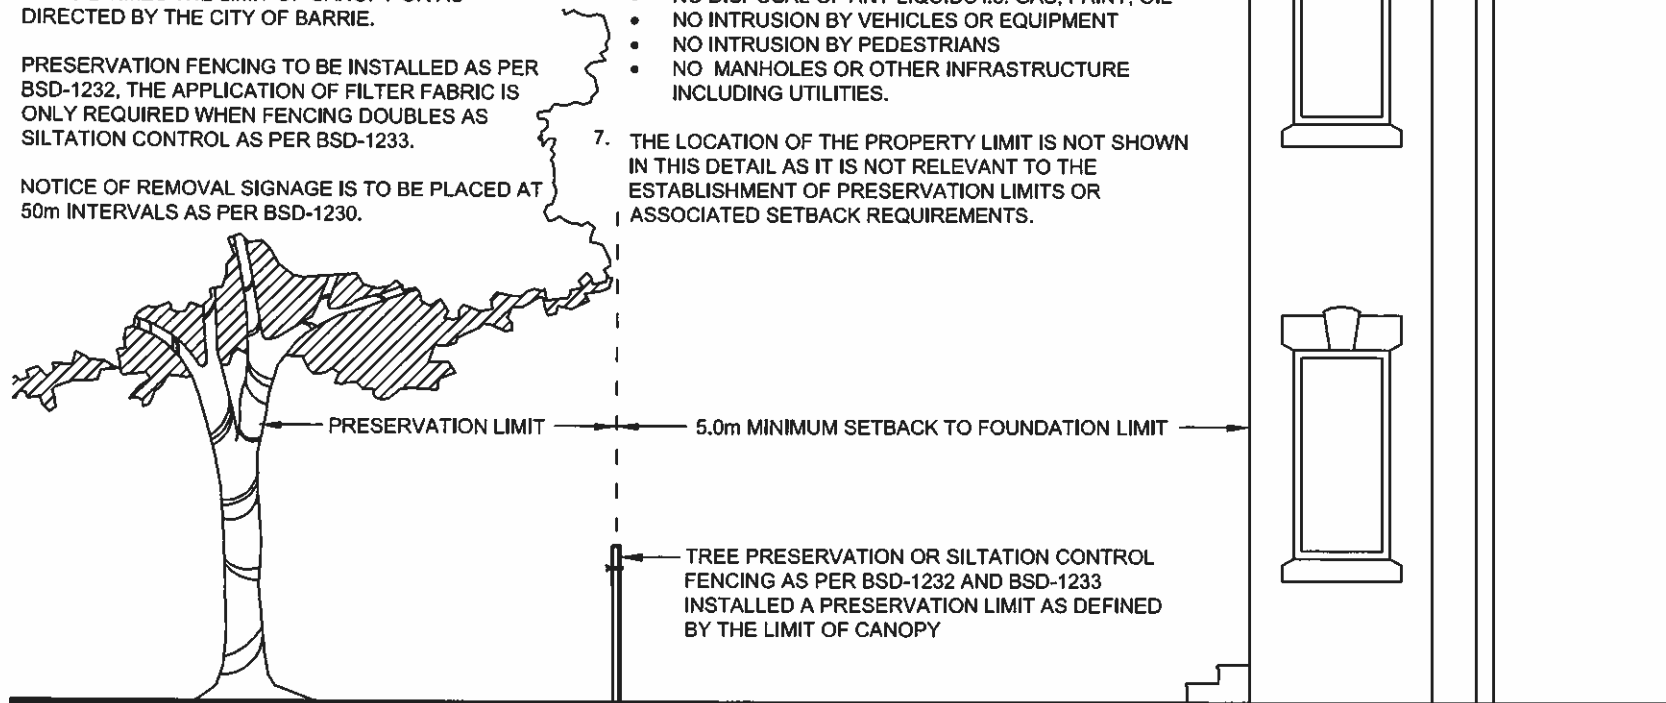 DIRECTED BY THE CITY OF BARRIE.
PRESERVATION FENCING TO BE INSTALLED AS PER
BSD-1232, THE APPLICATION OF FILTER FABRIC IS
ONLY REQUIRED WHEN FENCING DOUBLES AS
SILTATION CONTROL AS PER BSD-1233.
NOTICE OF REMOVAL SIGNAGE IS TO BE PLACED AT
50m INTERVALS AS PER BSD-1230.
• NO INTRUSION BY VEHICLES OR EQUIPMENT
• NO INTRUSION BY PEDESTRIANS
• NO MANHOLES OR OTHER INFRASTRUCTURE
INCLUDING UTILITIES.
7. THE LOCATION OF THE PROPERTY LIMIT IS NOT SHOWN
IN THIS DETAIL AS IT IS NOT RELEVANT TO THE
ESTABLISHMENT OF PRESERVATION LIMITS OR
ASSOCIATED SETBACK REQUIREMENTS.
PRESERVATION LIMIT
5.0m MINIMUM SETBACK TO FOUNDATION LIMIT
TREE PRESERVATION OR SILTATION CONTROL
FENCING AS PER BSD-1232 AND BSD-1233
INSTALLED A PRESERVATION LIMIT AS DEFINED
BY THE LIMIT OF CANOPY